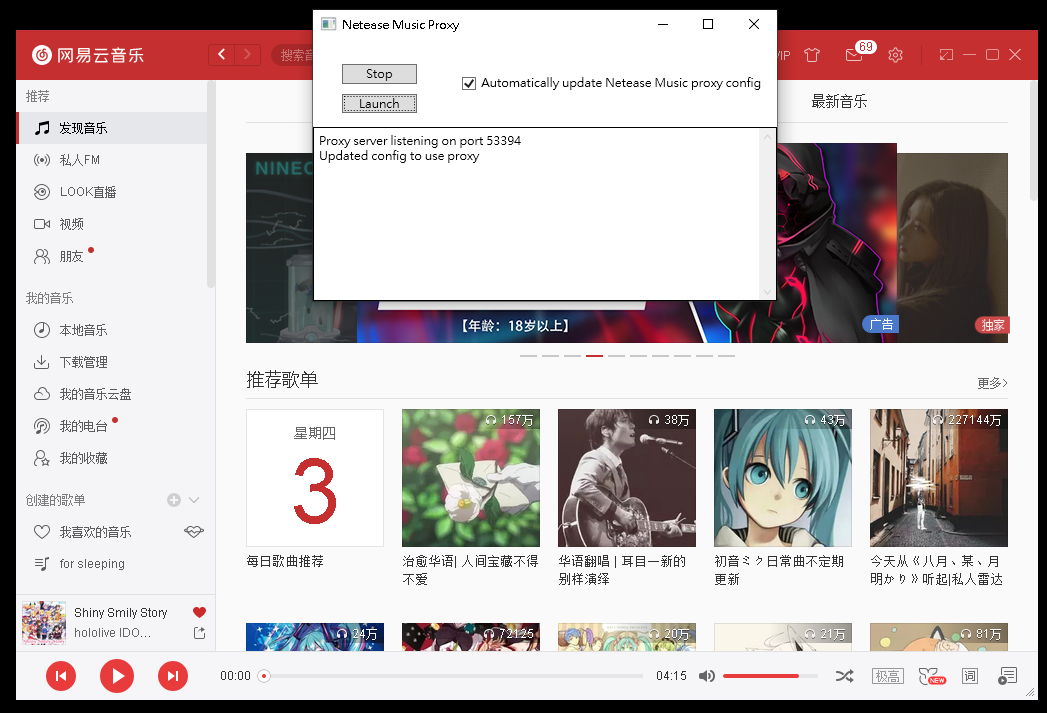 Netease Music Proxy
Stop
Launch
Automatically update Netease Music proxy config
Proxy server listening on port 53394
Updated config to use proxy
网易云音乐
搜索音
VIP
69
推荐
发现音乐
私人FM
LOOK直播
视频
朋友
我的音乐
本地音乐
下载管理
我的音乐云盘
我的电台
我的收藏
创建的歌单
我喜欢的音乐
for sleeping
Shiny Smily Story
hololive IDO...
最新音乐
NINE
【年龄：18岁以上】
广告
独家
推荐歌单
更多>
星期四
3
每日歌曲推荐
157万
治愈华语| 人间宝藏不得
不爱
38万
华语翻唱 | 耳目一新的
别样演绎
43万
初音ミク日常曲不定期
更新
227144万
今天从《八月、某、月
明かり》听起|私人雷达
24万
72125
20万
21万
81万
00:00
04:15
极高
NEW
词